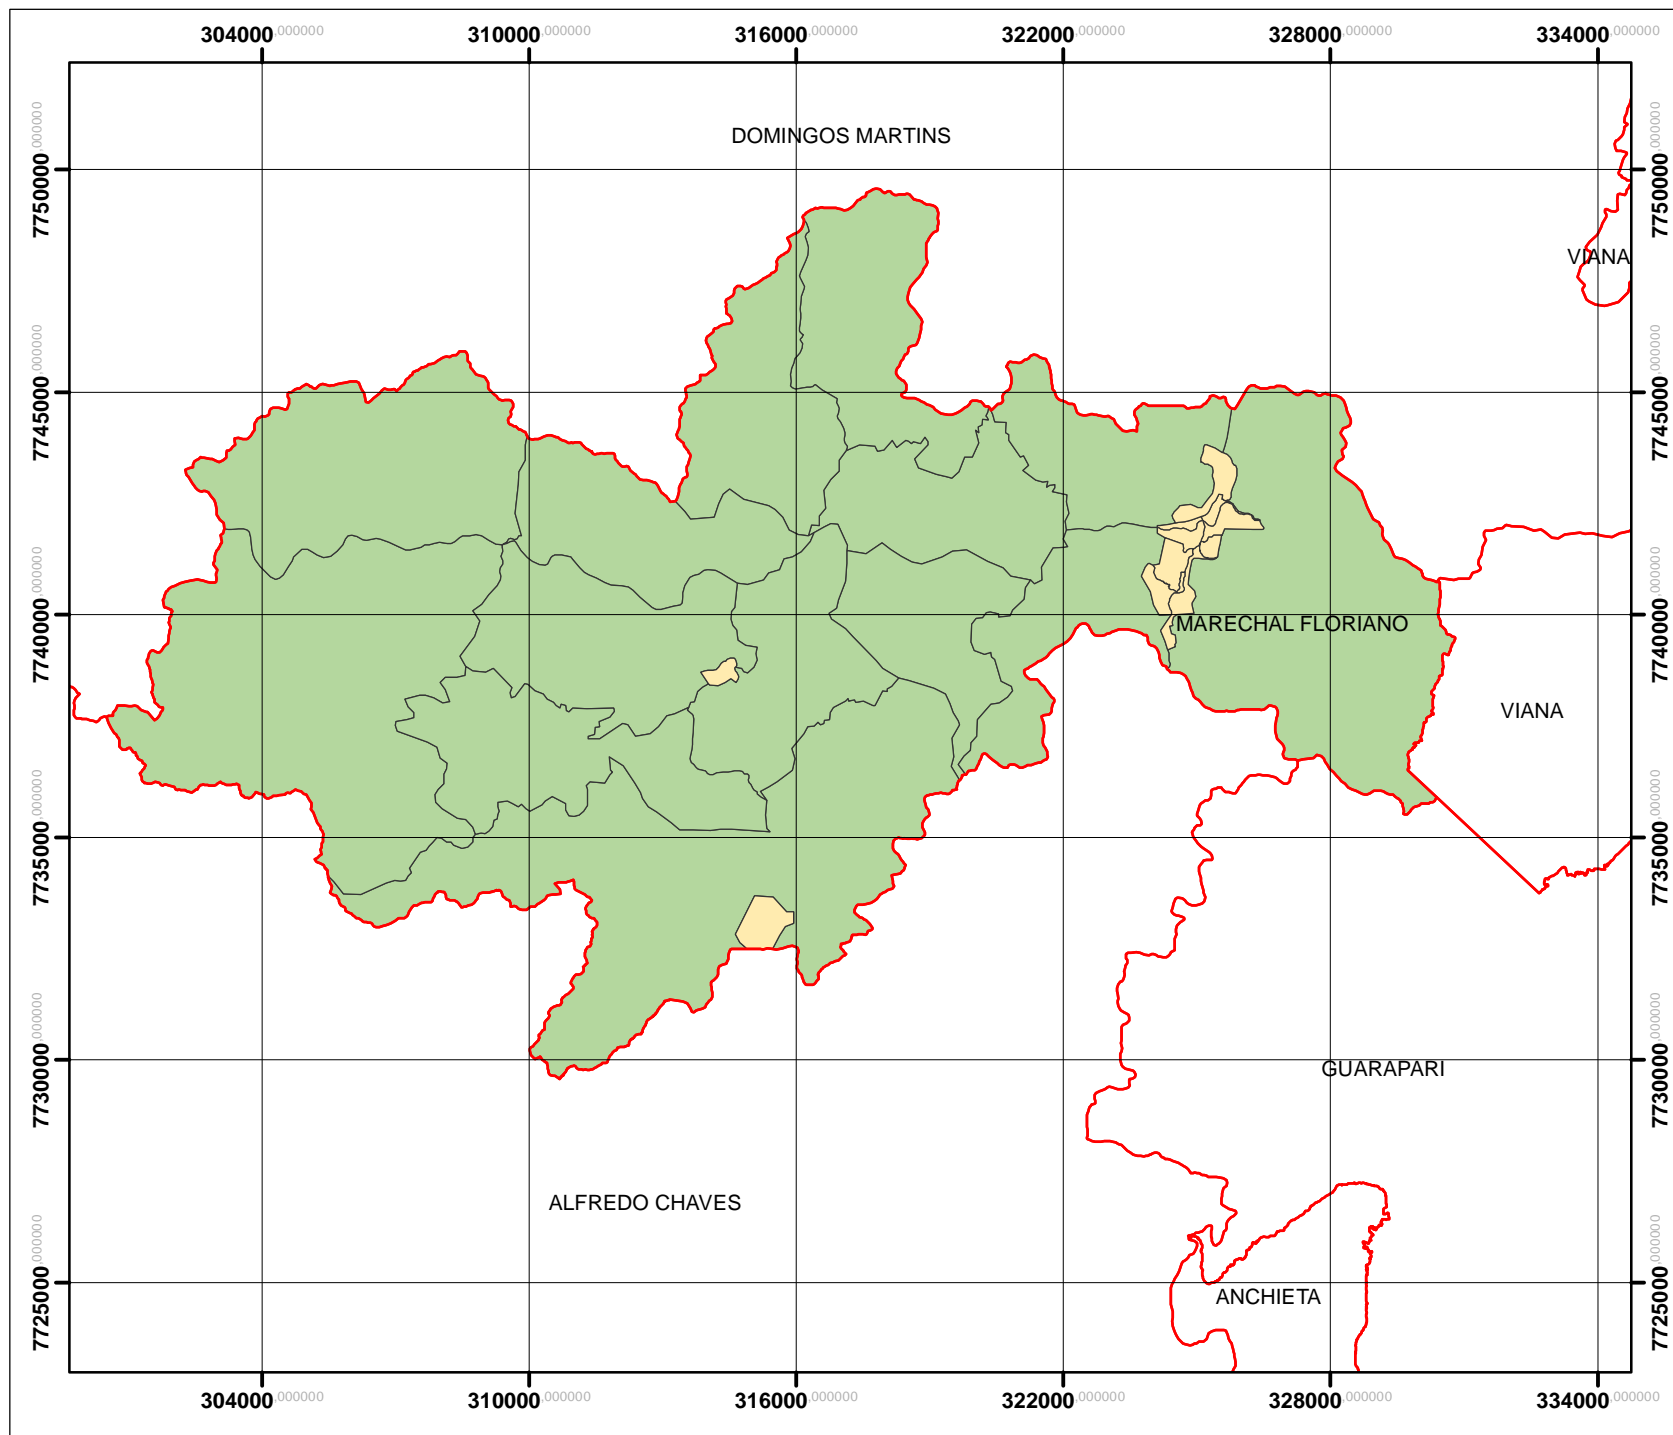 304000,000000 310000,000000 316000,000000 322000,000000 328000,000000 334000,000000
DOMINGOS MARTINS
7750000,000000 7750000,000000
VIANA
7745000,000000 7745000,000000
7740000,000000 7740000,000000
MARECHAL FLORIANO
VIANA
7735000,000000 7735000,000000
7730000,000000 7730000,000000
GUARAPARI
ALFREDO CHAVES
7725000,000000 7725000,000000
ANCHIETA
304000,000000 310000,000000 316000,000000 322000,000000 328000,000000 334000,000000